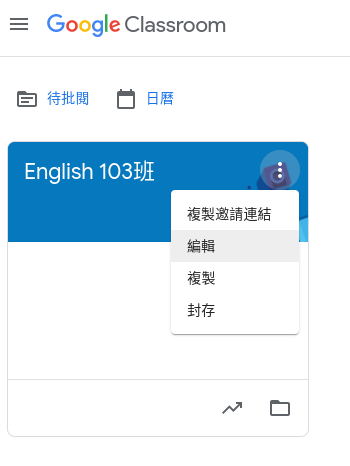 Google Classroom
待批閱 日曆
English 103班
複製邀請連結
編輯
複製
封存